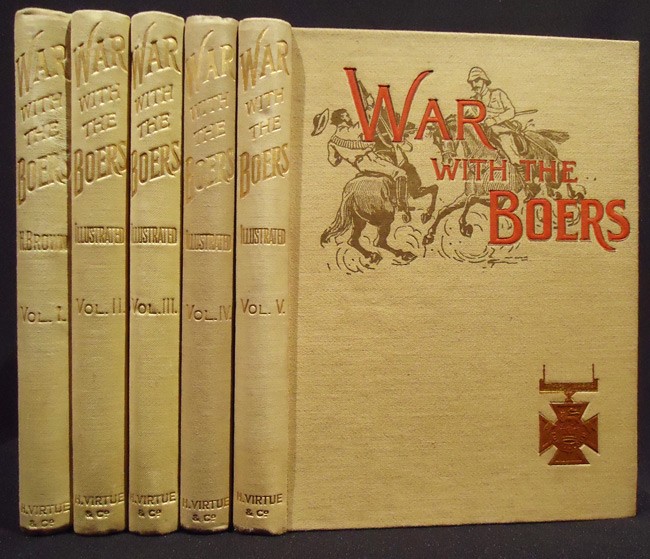 WAR
WITH
THE
BOERS
H. BROWN
VOL. I.
H. VIRTUE
& Co
WAR
WITH
THE
BOERS
ILLUSTRATED
VOL. II.
H. VIRTUE
& Co
WAR
WITH
THE
BOERS
ILLUSTRATED
VOL. III.
H. VIRTUE
& Co
WAR
WITH
THE
BOERS
ILLUSTRATED
VOL. IV.
H. VIRTUE
& Co
WAR
WITH
THE
BOERS
ILLUSTRATED
VOL. V.
H. VIRTUE
& Co
WAR
WITH THE
BOERS